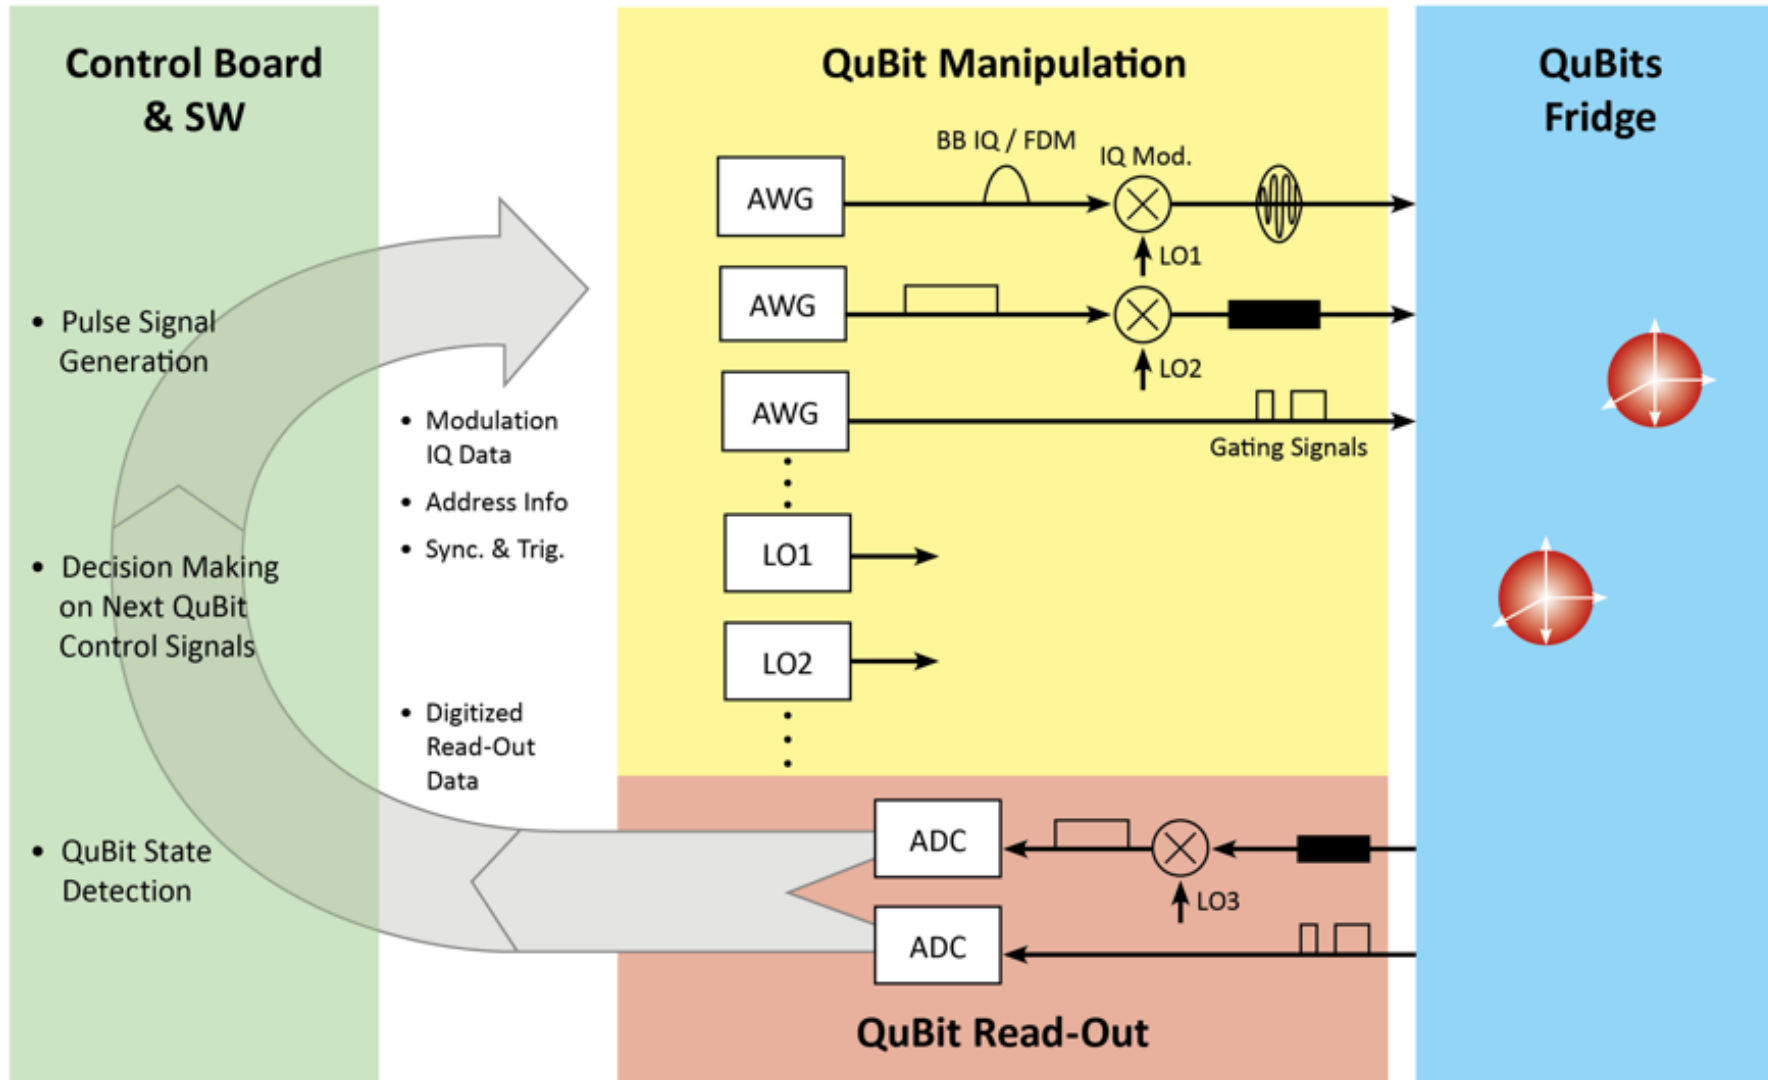 Control Board
& SW
• Pulse Signal
Generation
• Decision Making
on Next QuBit
Control Signals
• QuBit State
Detection
• Modulation
IQ Data
• Address Info
• Sync. & Trig.
• Digitized
Read-Out
Data
QuBit Manipulation
BB IQ / FDM
IQ Mod.
AWG
LO1
AWG
LO2
AWG
Gating Signals
LO1
LO2
ADC
LO3
ADC
QuBit Read-Out
QuBits
Fridge